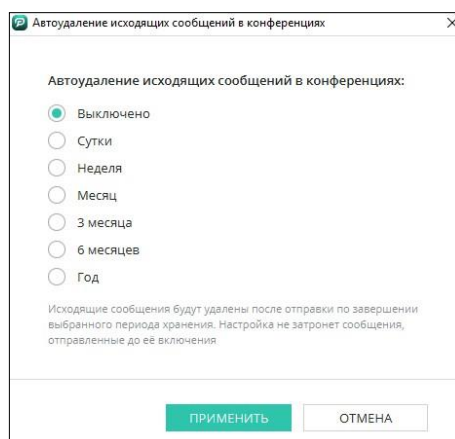 Автоудаление исходящих сообщений в конференциях
Автоудаление исходящих сообщений в конференциях:
Выключено
Сутки
Неделя
Месяц
3 месяца
6 месяцев
Год
Исходящие сообщения будут удалены после отправки по завершении
выбранного периода хранения. Настройка не затронет сообщения,
отправленные до её включения
ПРИМЕНИТЬ ОТМЕНА